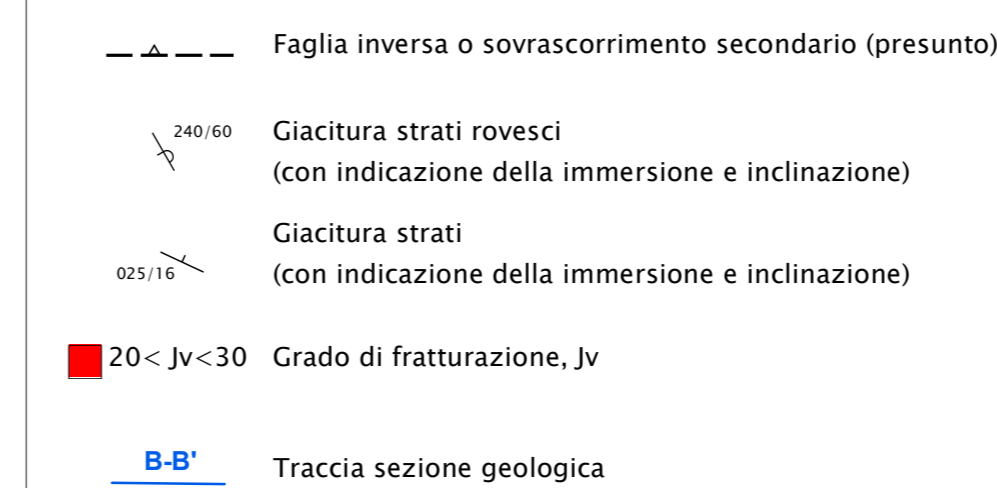 Faglia inversa o sovrascorrimento secondario (presunto)
240/60 Giacitura strati rovesci
(con indicazione della immersione e inclinazione)
Giacitura strati
025/16 (con indicazione della immersione e inclinazione)
20< Jv<30 Grado di fratturazione, Jv
B-B' Traccia sezione geologica